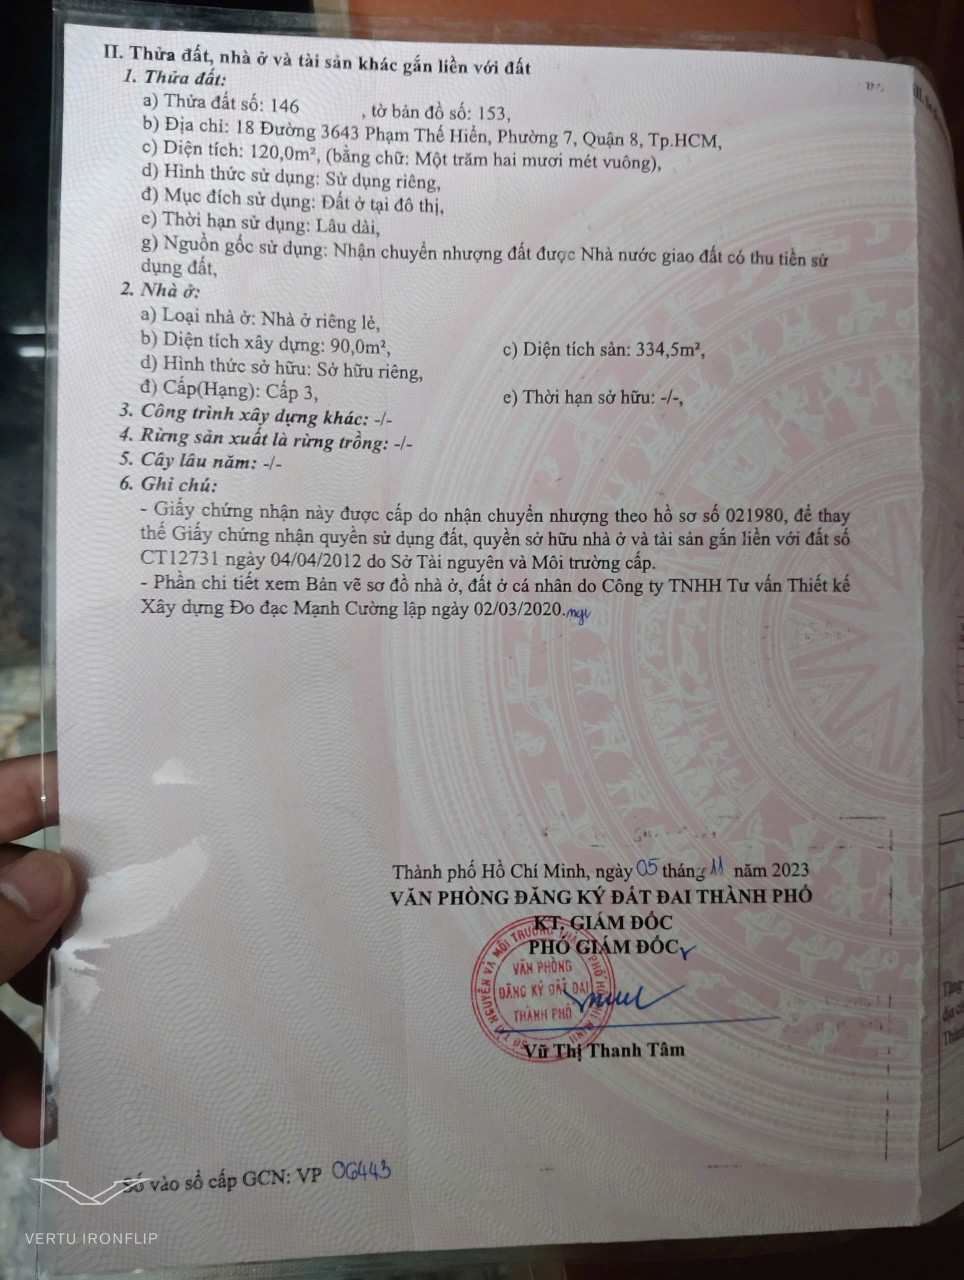 II. Thửa đất, nhà ở và tài sản khác gắn liền với đất
1. Thửa đất:
a) Thửa đất số: 146 , tờ bản đồ số: 153,
b) Địa chỉ: 18 Đường 3643 Phạm Thế Hiển, Phường 7, Quận 8, Tp.HCM,
c) Diện tích: 120,0m², (bằng chữ: Một trăm hai mươi mét vuông),
d) Hình thức sử dụng: Sử dụng riêng,
đ) Mục đích sử dụng: Đất ở tại đô thị,
e) Thời hạn sử dụng: Lâu dài,
g) Nguồn gốc sử dụng: Nhận chuyển nhượng đất được Nhà nước giao đất có thu tiền sử
dụng đất,
2. Nhà ở:
a) Loại nhà ở: Nhà ở riêng lẻ,
b) Diện tích xây dựng: 90,0m², c) Diện tích sàn: 334,5m²,
d) Hình thức sở hữu: Sở hữu riêng,
đ) Cấp(Hạng): Cấp 3, e) Thời hạn sở hữu: -/-,
3. Công trình xây dựng khác: -/-
4. Rừng sản xuất là rừng trồng: -/-
5. Cây lâu năm: -/-
6. Ghi chú:
- Giấy chứng nhận này được cấp do nhận chuyển nhượng theo hồ sơ số 021980, để thay
thế Giấy chứng nhận quyền sử dụng đất, quyền sở hữu nhà ở và tài sản gắn liền với đất số
CT12731 ngày 04/04/2012 do Sở Tài nguyên và Môi trường cấp.
- Phần chi tiết xem Bản vẽ sơ đồ nhà ở, đất ở cá nhân do Công ty TNHH Tư vấn Thiết kế
Xây dựng Đo đạc Mạnh Cường lập ngày 02/03/2020.
Thành phố Hồ Chí Minh, ngày 05 tháng 11 năm 2023
VĂN PHÒNG ĐĂNG KÝ ĐẤT ĐAI THÀNH PHỐ
KT. GIÁM ĐỐC
PHÓ GIÁM ĐỐC
VĂN PHÒNG
ĐĂNG KÝ ĐẤT ĐAI
THÀNH PHỐ
Vũ Thị Thanh Tâm
Số vào sổ cấp GCN: VP 06443
VERTU IRONFLIP